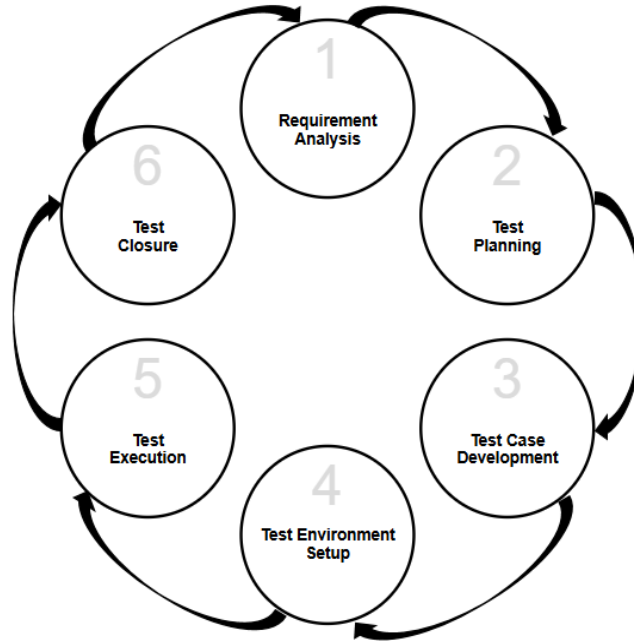 1
Requirement
Analysis
2
Test
Planning
3
Test Case
Development
4
Test Environment
Setup
5
Test
Execution
6
Test
Closure